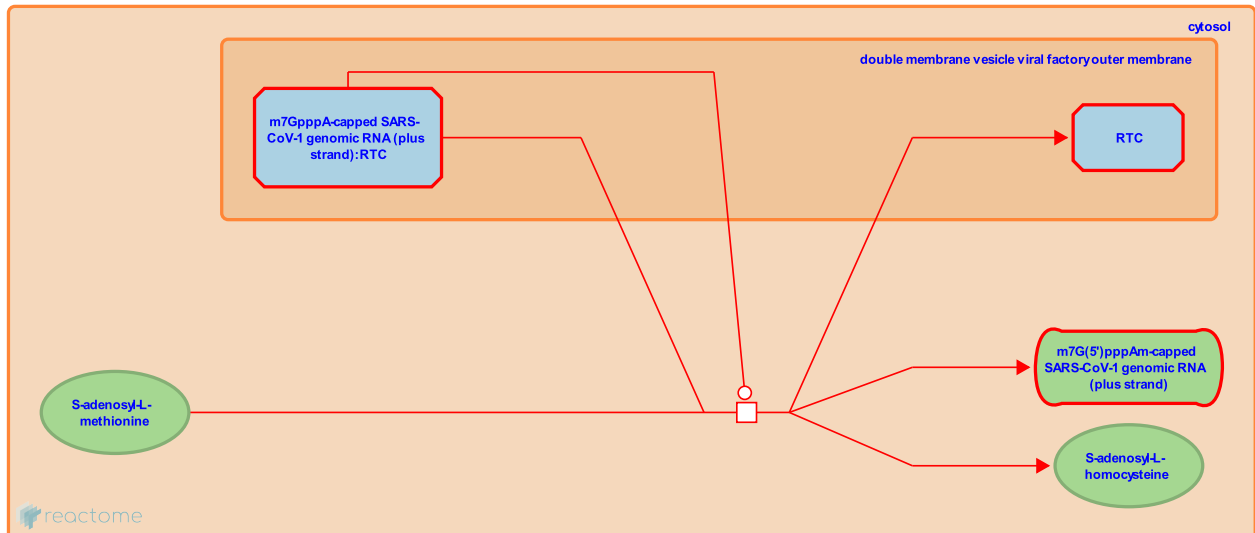 cytosol
double membrane vesicle viral factory outer membrane
m7GpppA-capped SARS-
CoV-1 genomic RNA (plus
strand):RTC
RTC
m7G(5')pppAm-capped
SARS-CoV-1 genomic RNA
(plus strand)
S-adenosyl-L-
methionine
S-adenosyl-L-
homocysteine
reactome